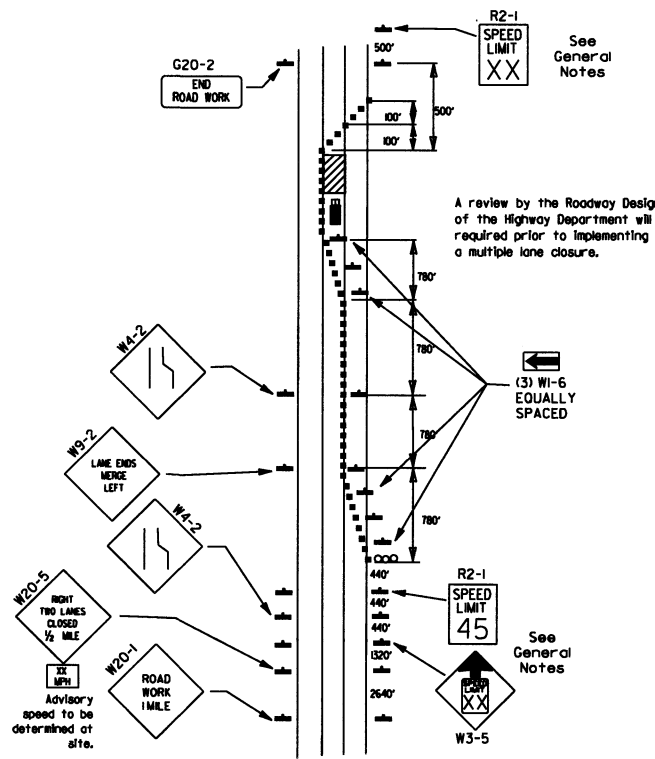 R2-1
SPEED
LIMIT
XX
See
General
Notes
500'
G20-2
END
ROAD WORK
500'
100'
100'
A review by the Roadway Desig
of the Highway Department will
required prior to implementing
a multiple lane closure.
780'
W4-2
780'
(3) W1-6
EQUALLY
SPACED
W9-2
LANE ENDS
MERGE
LEFT
780'
W4-2
780'
440'
R2-1
SPEED
LIMIT
45
W20-5
RIGHT
TWO LANES
CLOSED
1/2 MILE
440'
440'
See
General
Notes
XX
MPH
Advisory
speed to be
determined at
site.
W20-1
ROAD
WORK
1 MILE
1320'
2640'
SPEED
LIMIT
XX
W3-5